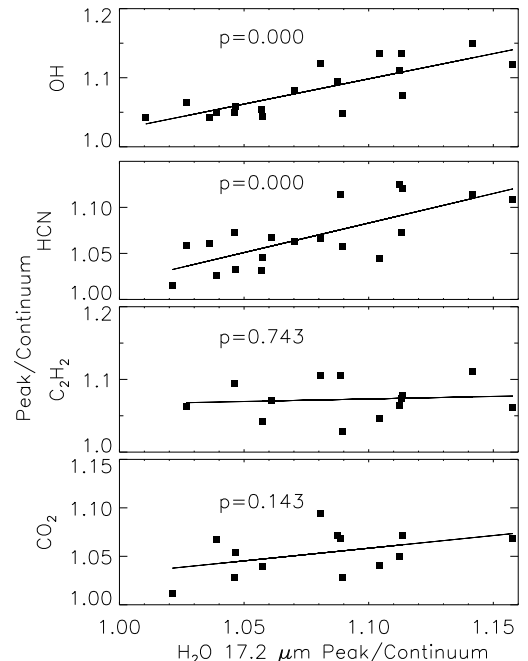 1.2
p=0.000
OH
1.1
1.0
p=0.000
1.10
HCN
1.05
1.00
1.2
p=0.743
Peak/Continuum
C₂H₂
1.1
1.0
1.15
p=0.143
1.10
CO₂
1.05
1.00
1.00 1.05 1.10 1.15
H₂O 17.2 μm Peak/Continuum